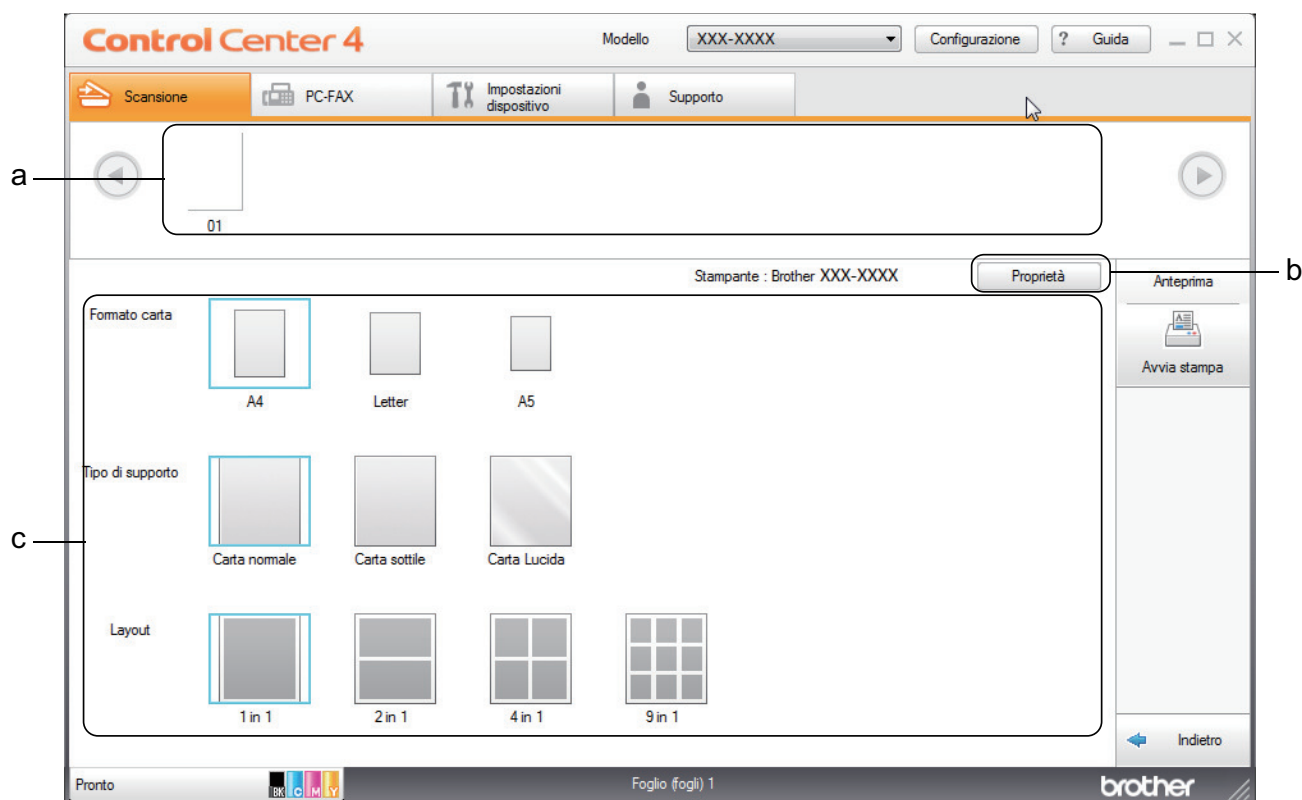 Control Center 4
Modello XXX-XXXX Configurazione ? Guida
Scansione PC-FAX Impostazioni dispositivo Supporto
a
01
Stampante : Brother XXX-XXXX Proprietà
b
Anteprima
Avvia stampa
Formato carta
A4 Letter A5
Tipo di supporto
c
Carta normale Carta sottile Carta Lucida
Layout
1 in 1 2 in 1 4 in 1 9 in 1
Indietro
Pronto BK C M Y Foglio (fogli) 1 brother